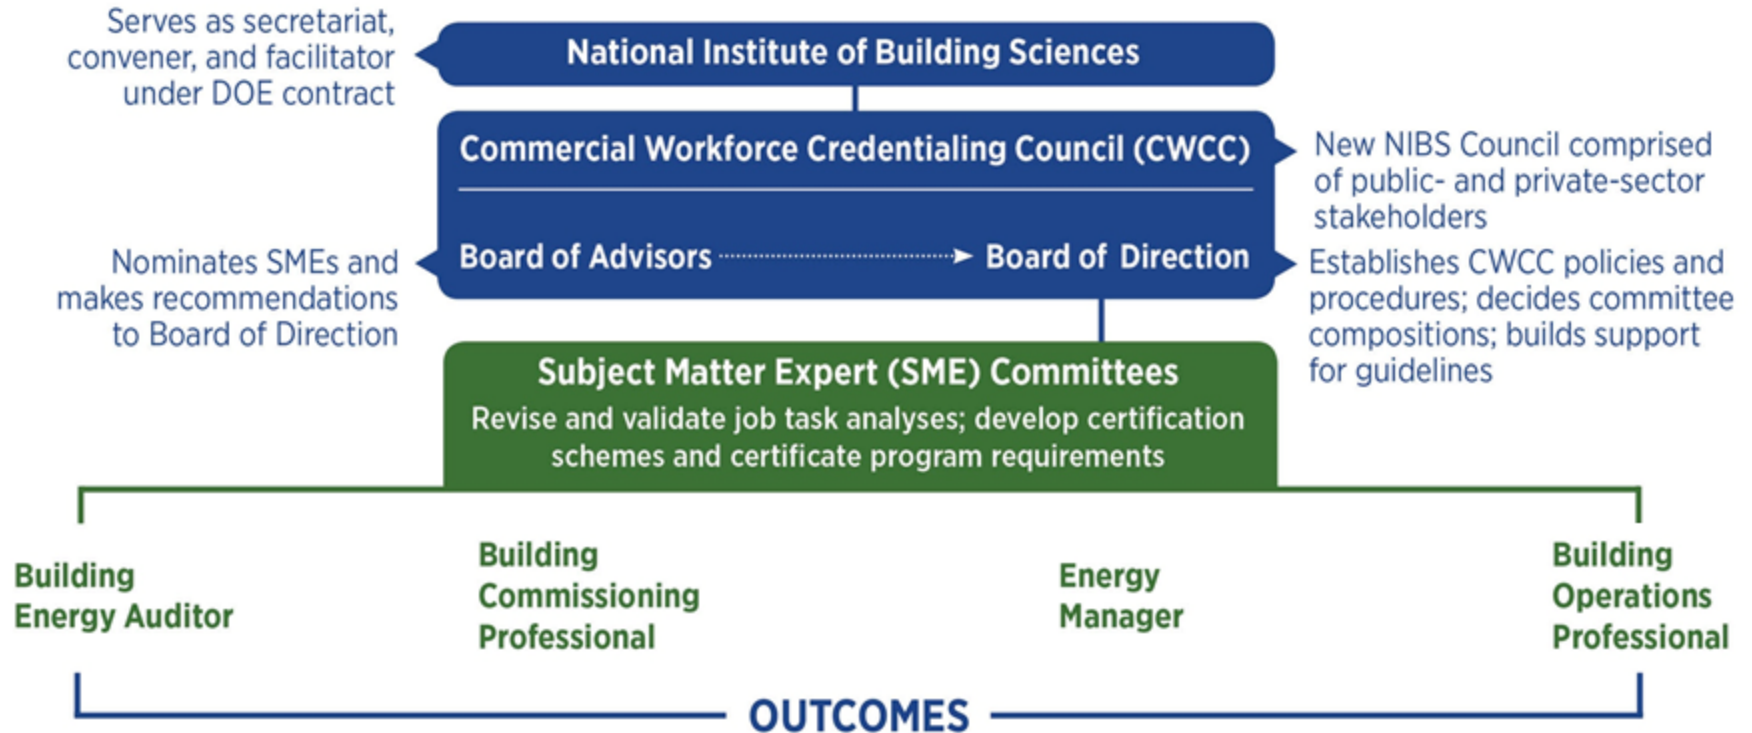 Serves as secretariat,
convener, and facilitator
under DOE contract
National Institute of Building Sciences
Commercial Workforce Credentialing Council (CWCC)
New NIBS Council comprised
of public- and private-sector
stakeholders
Nominates SMEs and
makes recommendations
to Board of Direction
Board of Advisors
Board of Direction
Establishes CWCC policies and
procedures; decides committee
compositions; builds support
for guidelines
Subject Matter Expert (SME) Committees
Revise and validate job task analyses; develop certification
schemes and certificate program requirements
Building
Energy Auditor
Building
Commissioning
Professional
Energy
Manager
Building
Operations
Professional
OUTCOMES